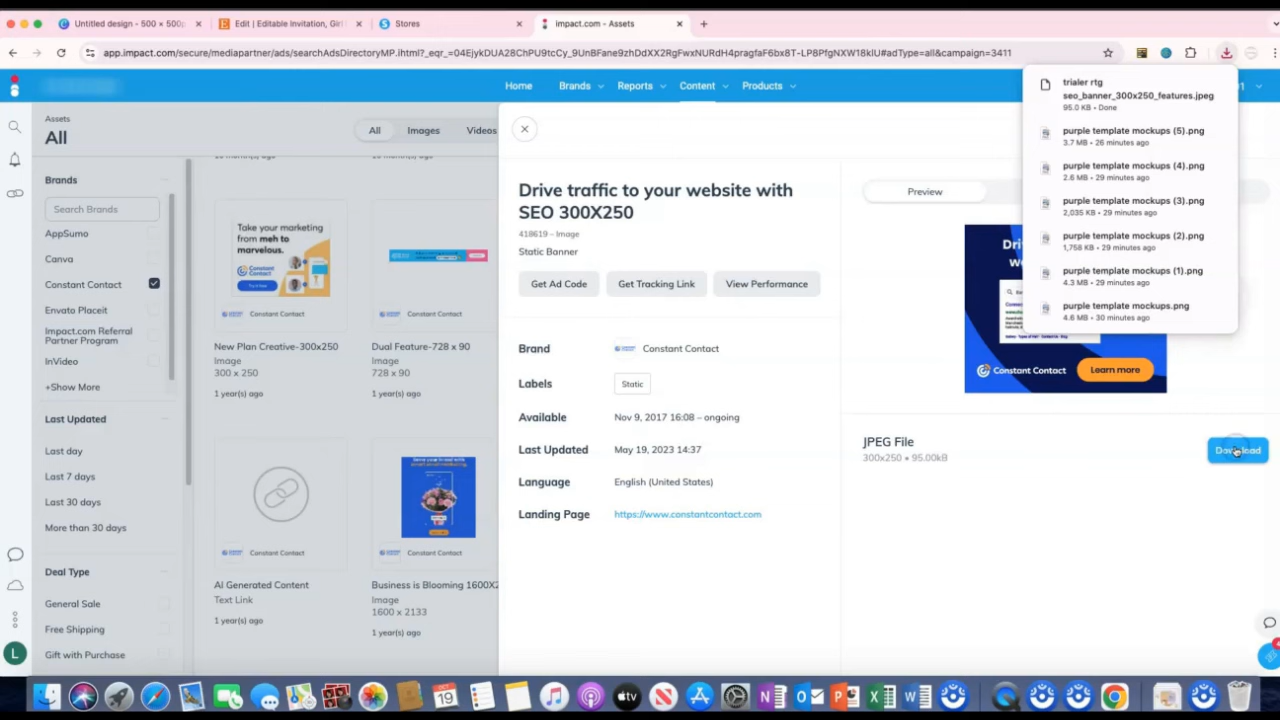 Untitled design - 500 × 500p
Edit | Editable Invitation, Girl
Stores
impact.com - Assets
app.impact.com/secure/mediapartner/ads/searchAdsDirectoryMP.ihtml?_eqr_=04EjykDUA28ChPU9tcCy_9UnBFane9zhDdXX2RgFwxNURdH4pragfaF6bx8T-LP8PfgNXW18klU#adType=all&campaign=3411
Home
Brands
Reports
Content
Products
Assets
All
All
Images
Videos
Brands
Search Brands
AppSumo
Canva
Constant Contact
Envato Placeit
Impact.com Referral
Partner Program
InVideo
+Show More
Last Updated
Last day
Last 7 days
Last 30 days
More than 30 days
Deal Type
General Sale
Free Shipping
Gift with Purchase
L
Take your marketing
from meh to
marvelous.
Constant Contact
Constant Contact
Constant Contact
New Plan Creative-300x250
Image
300 x 250
1 year(s) ago
Dual Feature-728 x 90
Image
728 x 90
1 year(s) ago
Constant Contact
AI Generated Content
Text Link
1 year(s) ago
Constant Contact
Business is Blooming 1600X2
Image
1600 x 2133
1 year(s) ago
Drive traffic to your website with
SEO 300X250
418619 – Image
Static Banner
Get Ad Code
Get Tracking Link
View Performance
Brand
Constant Contact
Labels
Static
Available
Nov 9, 2017 16:08 – ongoing
Last Updated
May 19, 2023 14:37
Language
English (United States)
Landing Page
https://www.constantcontact.com
Preview
Constant Contact
Learn more
JPEG File
300x250 • 95.00kB
Download
trialer rtg
seo_banner_300x250_features.jpeg
95.0 KB • Done
purple template mockups (5).png
3.7 MB • 26 minutes ago
purple template mockups (4).png
2.6 MB • 29 minutes ago
purple template mockups (3).png
2,035 KB • 29 minutes ago
purple template mockups (2).png
1,758 KB • 29 minutes ago
purple template mockups (1).png
4.3 MB • 29 minutes ago
purple template mockups.png
4.6 MB • 30 minutes ago
OCT
19
tv